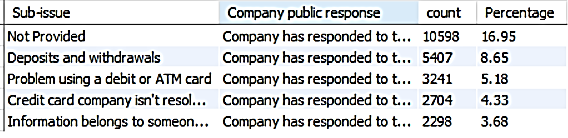 Sub-issue Company public response count Percentage
Not Provided Company has responded to t... 10598 16.95
Deposits and withdrawals Company has responded to t... 5407 8.65
Problem using a debit or ATM card Company has responded to t... 3241 5.18
Credit card company isn't resol... Company has responded to t... 2704 4.33
Information belongs to someon... Company has responded to t... 2298 3.68